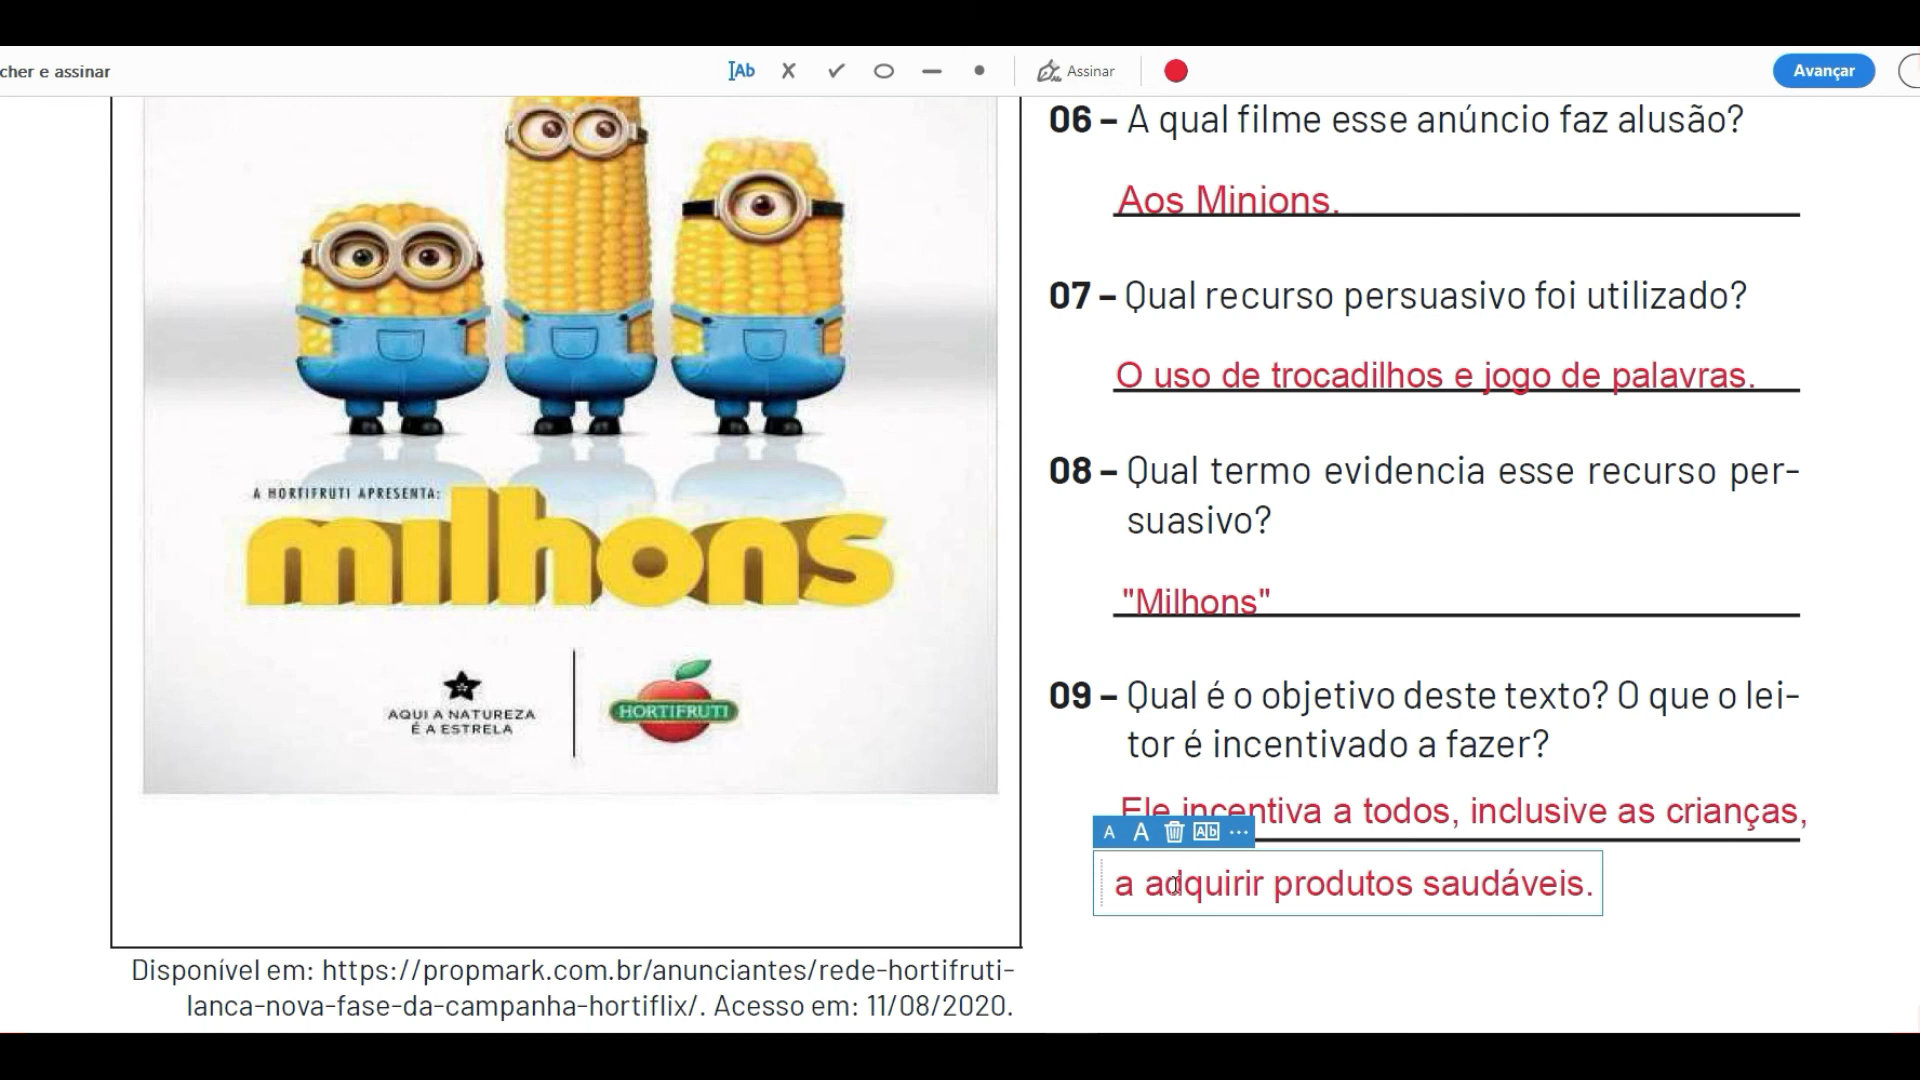 cher e assinar
Ab
Assinar
Avançar
A HORTIFRUTI APRESENTA:
milhons
AQUI A NATUREZA
É A ESTRELA
HORTIFRUTI
Disponível em: https://propmark.com.br/anunciantes/rede-hortifruti-
lanca-nova-fase-da-campanha-hortiflix/. Acesso em: 11/08/2020.
06 – A qual filme esse anúncio faz alusão?
Aos Minions.
07 – Qual recurso persuasivo foi utilizado?
O uso de trocadilhos e jogo de palavras.
08 – Qual termo evidencia esse recurso per-
suasivo?
"Milhons"
09 – Qual é o objetivo deste texto? O que o lei-
tor é incentivado a fazer?
Ele incentiva a todos, inclusive as crianças,
A A Ab ...
a adquirir produtos saudáveis.